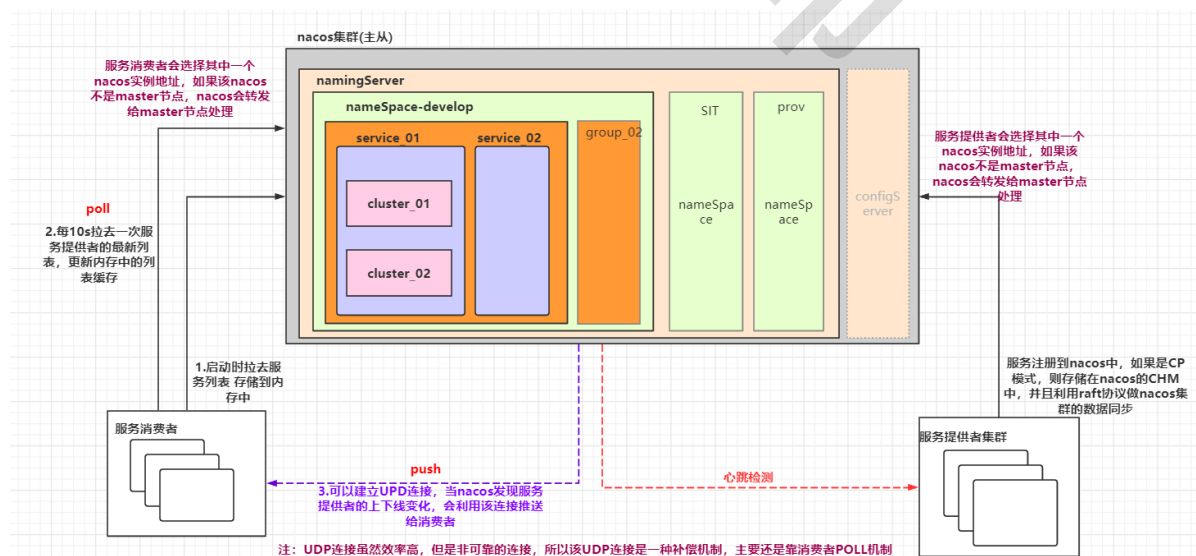 nacos集群(主从)
服务消费者会选择其中一个
nacos实例地址，如果该nacos
不是master节点，nacos会转发
给master节点处理
namingServer
nameSpace-develop
service_01
service_02
cluster_01
cluster_02
group_02
SIT
nameSpa
ce
prov
nameSp
ace
configS
erver
服务提供者会选择其中一个
nacos实例地址，如果该
nacos不是master节点，
nacos会转发给master节点
处理
poll
2.每10s拉去一次服
务提供者的最新列
表，更新内存中的列
表缓存
1.启动时拉去服
务列表 存储到内
存中
服务注册到nacos中，如果是CP
模式，则存储在nacos的CHM
中，并且利用raft协议做nacos集
群的数据同步
服务消费者
服务提供者集群
push
3.可以建立UPD连接，当nacos发现服务
提供者的上下线变化，会利用该连接推送
给消费者
心跳检测
注：UDP连接虽然效率高，但是非可靠的连接，所以该UDP连接是一种补偿机制，主要还是靠消费者POLL机制